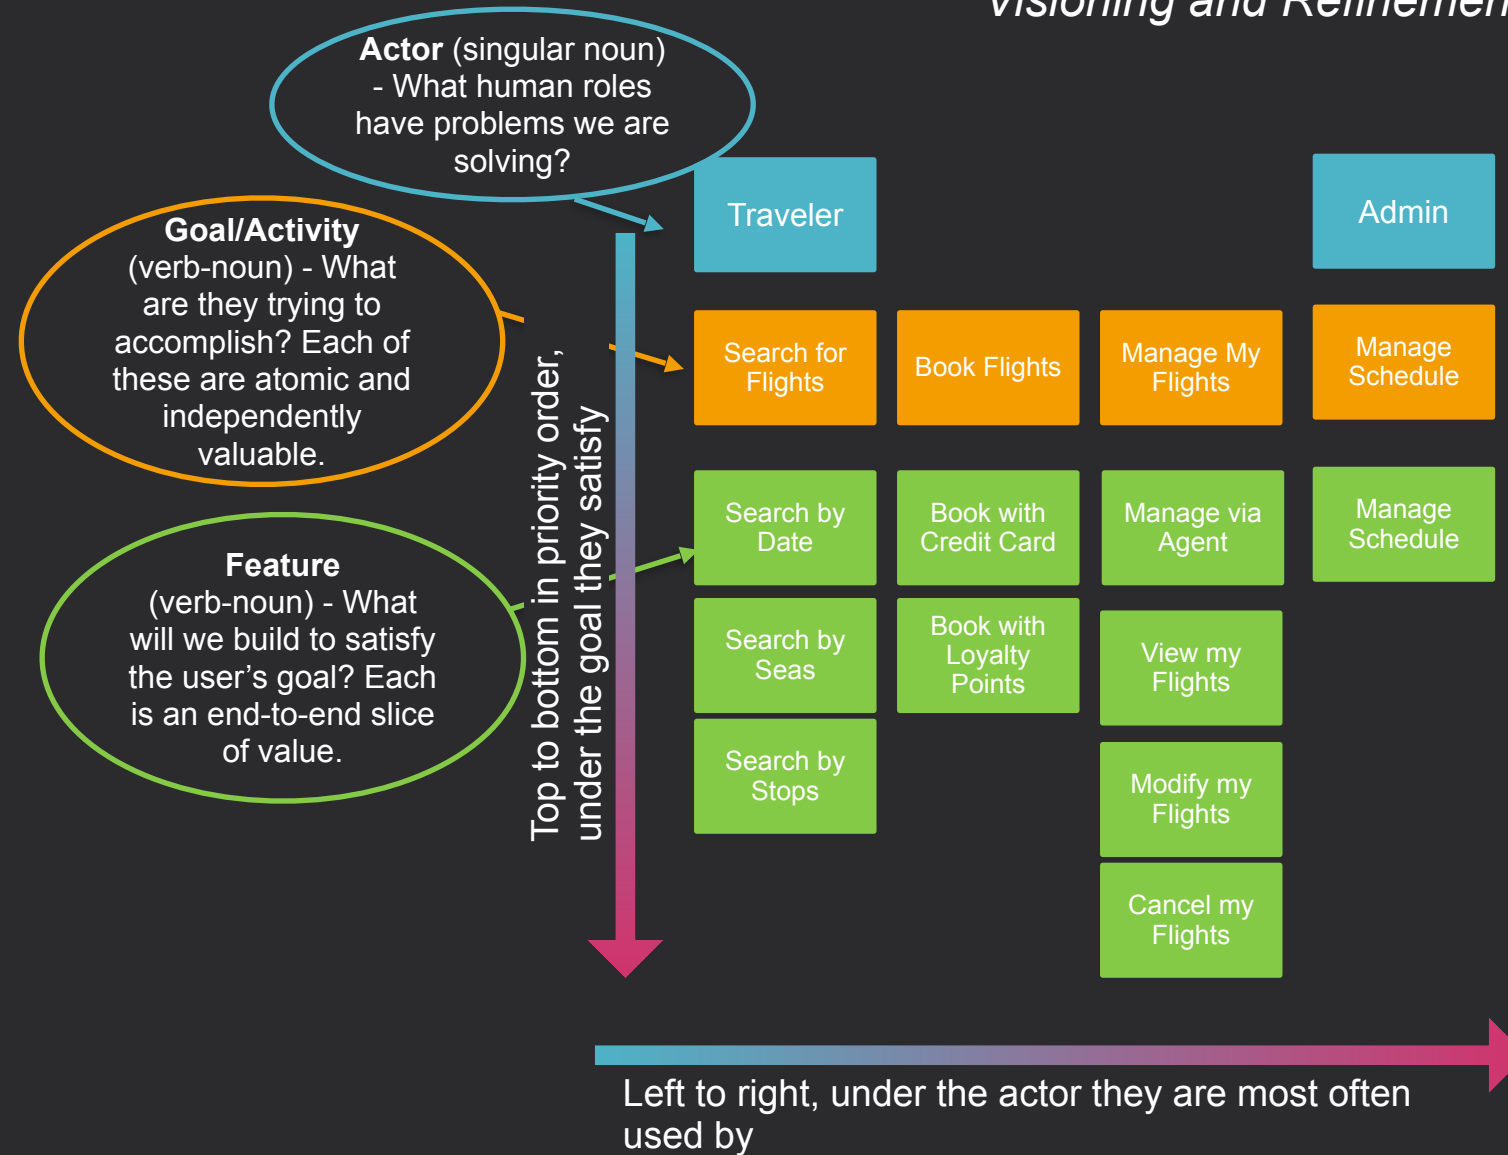 Visioning and Refinemen
Actor (singular noun)
- What human roles
have problems we are
solving?
Goal/Activity
(verb-noun) - What
are they trying to
accomplish? Each of
these are atomic and
independently
valuable.
Feature
(verb-noun) - What
will we build to satisfy
the user’s goal? Each
is an end-to-end slice
of value.
Top to bottom in priority order,
under the goal they satisfy
Traveler
Admin
Search for
Flights
Book Flights
Manage My
Flights
Manage
Schedule
Search by
Date
Book with
Credit Card
Manage via
Agent
Manage
Schedule
Search by
Seas
Book with
Loyalty
Points
View my
Flights
Search by
Stops
Modify my
Flights
Cancel my
Flights
Left to right, under the actor they are most often
used by